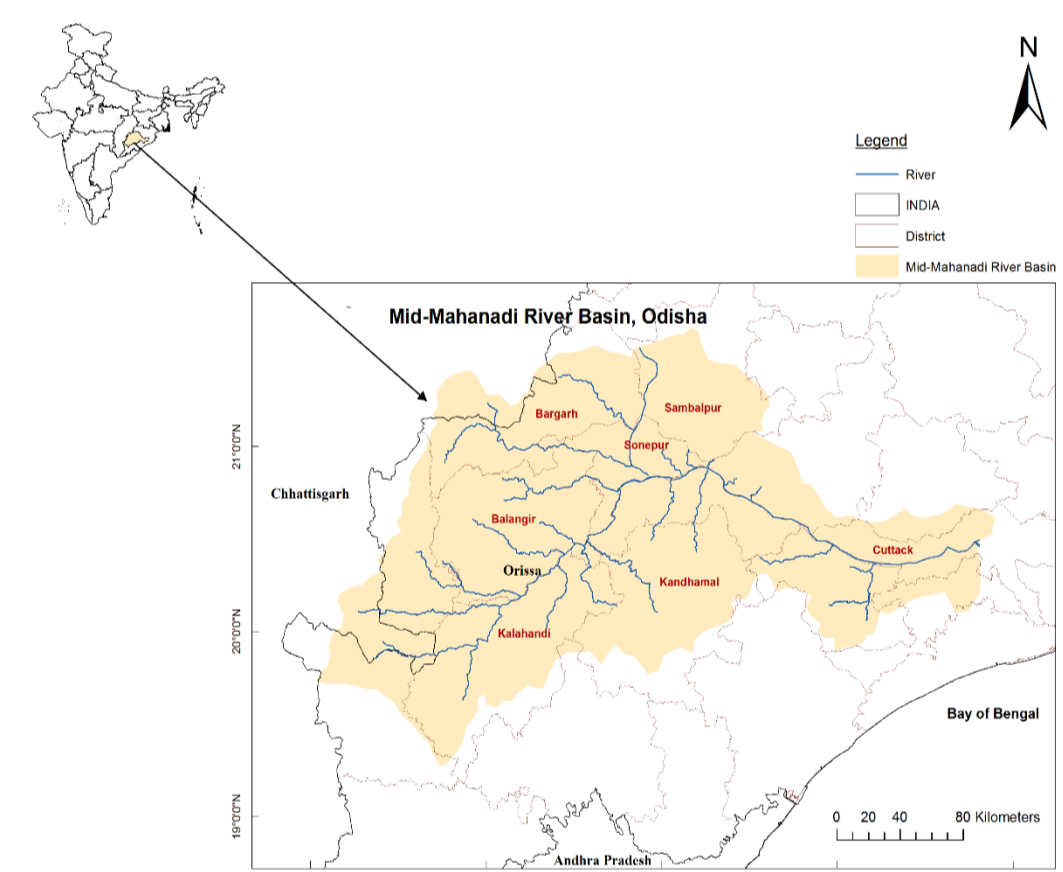 N
Legend
River
INDIA
District
Mid-Mahanadi River Basin
Mid-Mahanadi River Basin, Odisha
Bargarh
Sambalpur
Sonepur
21°0'0"N
Chhattisgarh
Balangir
Cuttack
Orissa
Kandhamal
20°0'0"N
Kalahandi
Bay of Bengal
19°0'0"N
0 20 40 80 Kilometers
Andhra Pradesh